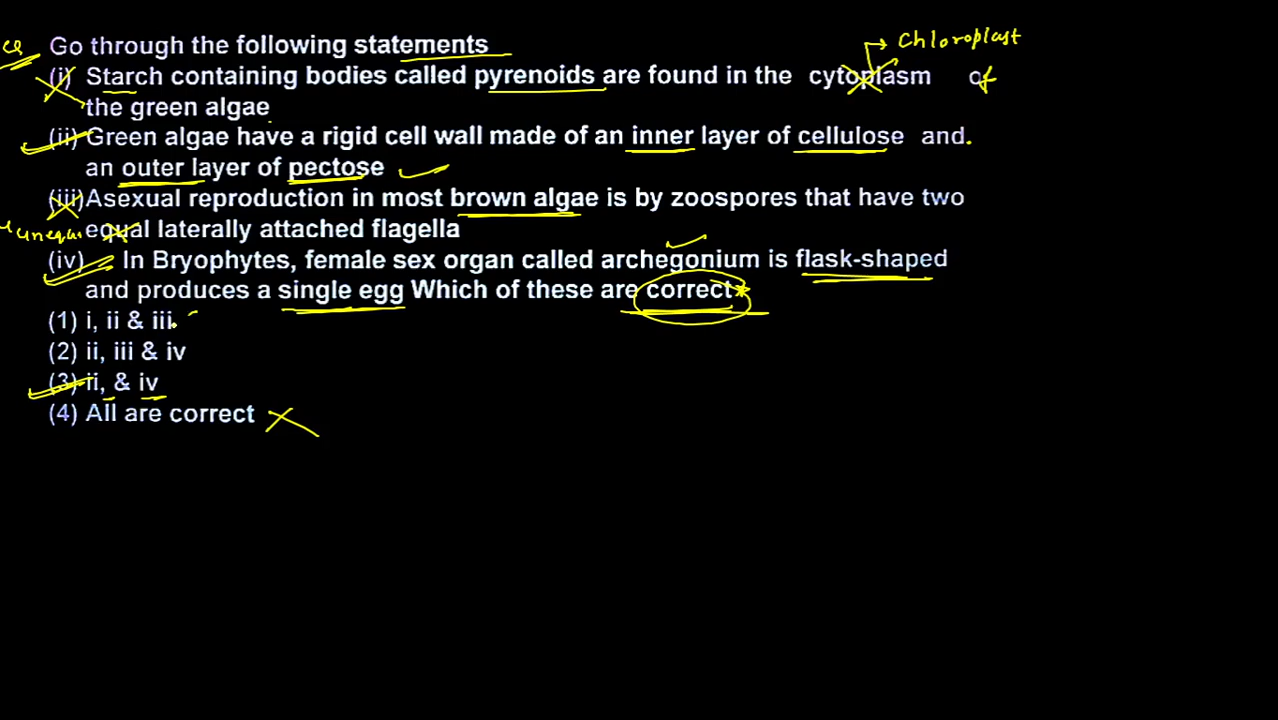 Chloroplast
Go through the following statements
(i) Starch containing bodies called pyrenoids are found in the cytoplasm of
the green algae
(ii) Green algae have a rigid cell wall made of an inner layer of cellulose and
an outer layer of pectose
(iii) Asexual reproduction in most brown algae is by zoospores that have two
equal laterally attached flagella
(iv) In Bryophytes, female sex organ called archegonium is flask-shaped
and produces a single egg Which of these are correct
(1) i, ii & iii
(2) ii, iii & iv
(3) ii, & iv
(4) All are correct